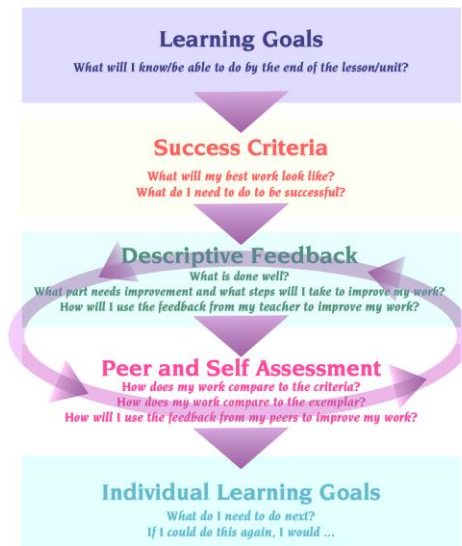 Learning Goals
What will I know/be able to do by the end of the lesson/unit?
Success Criteria
What will my best work look like?
What do I need to do to be successful?
Descriptive Feedback
What is done well?
What part needs improvement and what steps will I take to improve my work?
How will I use the feedback from my teacher to improve my work?
Peer and Self Assessment
How does my work compare to the criteria?
How does my work compare to the exemplar?
How will I use the feedback from my peers to improve my work?
Individual Learning Goals
What do I need to do next?
If I could do this again, I would ...